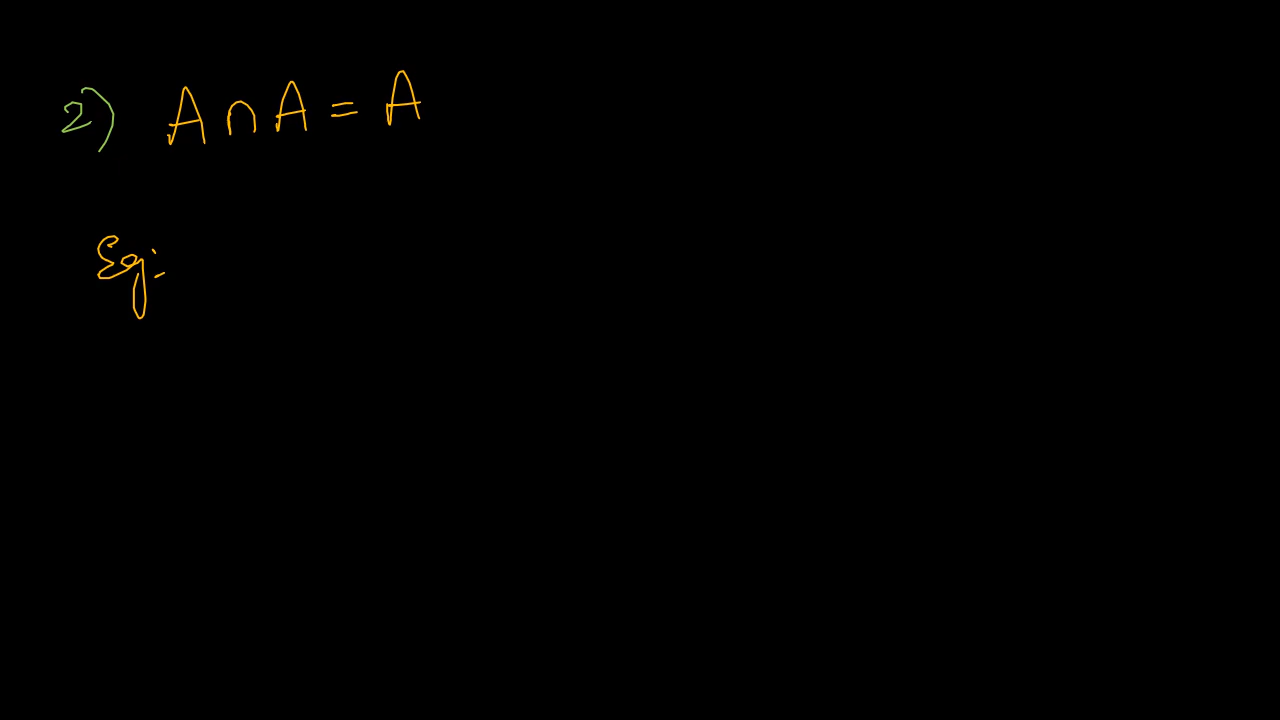 2) A ∩ A = A
Eg:-